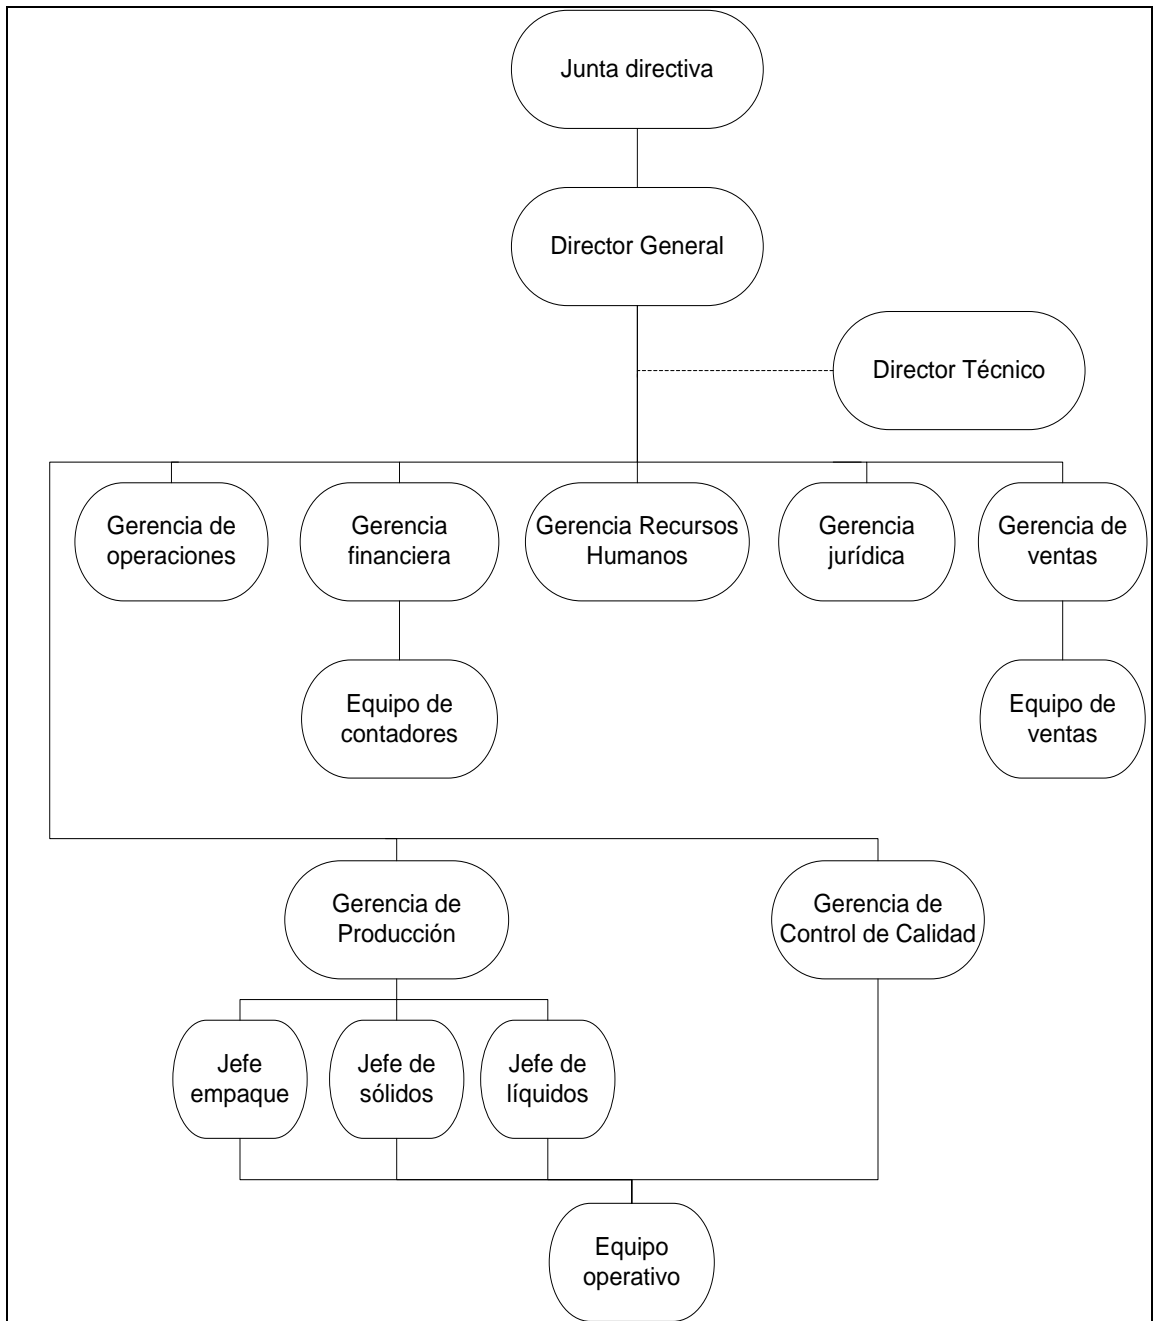 Junta directiva
Director General
Director Técnico
Gerencia de
operaciones
Gerencia
financiera
Gerencia Recursos
Humanos
Gerencia
jurídica
Gerencia de
ventas
Equipo de
contadores
Equipo de
ventas
Gerencia de
Producción
Gerencia de
Control de Calidad
Jefe
empaque
Jefe de
sólidos
Jefe de
líquidos
Equipo
operativo